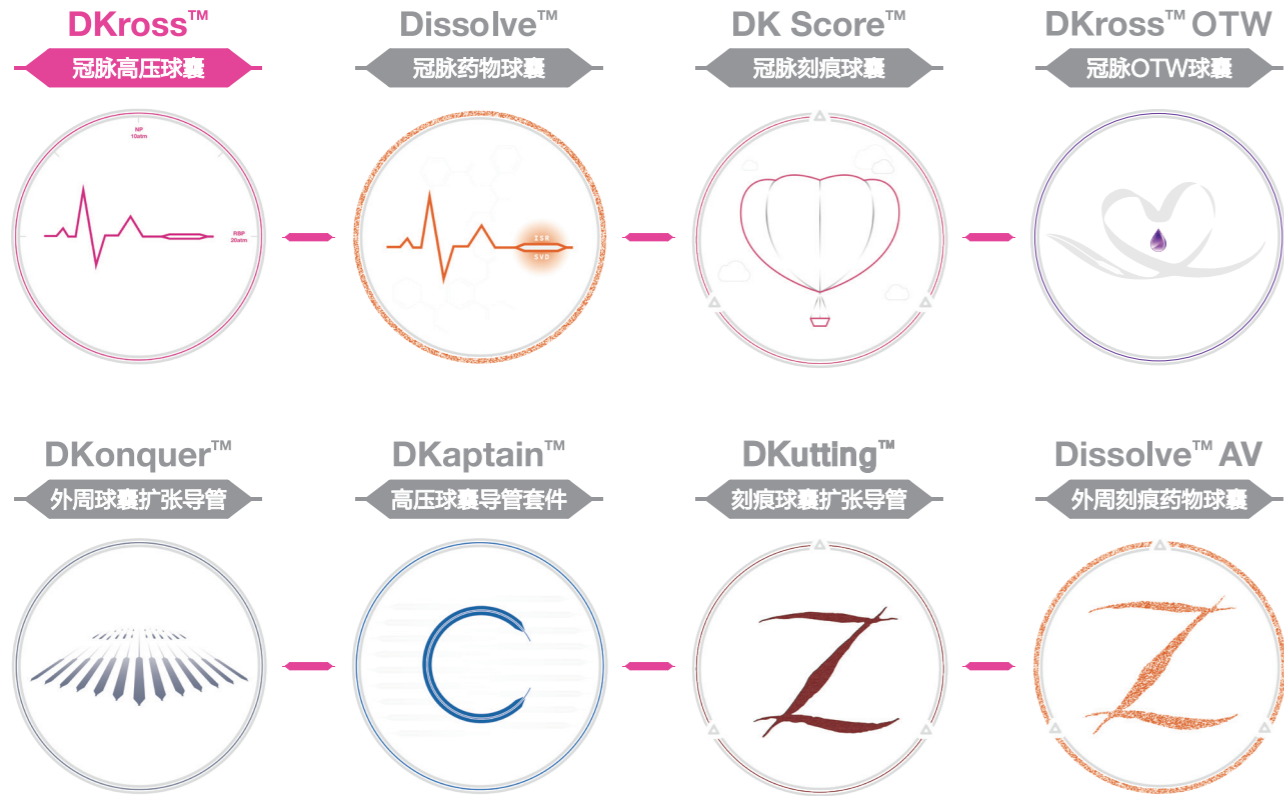 DKross™
Dissolve™
DK Score™
DKross™ OTW
冠脉高压球囊
冠脉药物球囊
冠脉刻痕球囊
冠脉OTW球囊
NP
10atm
RBP
20atm
ISR
SVD
DKonquer™
DKaptain™
DKutting™
Dissolve™ AV
外周球囊扩张导管
高压球囊导管套件
刻痕球囊扩张导管
外周刻痕药物球囊